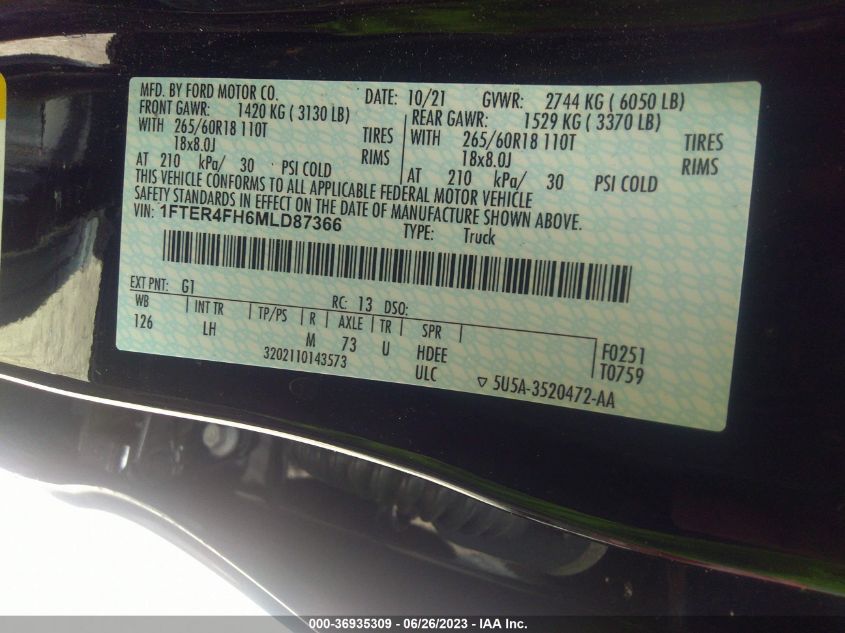 MFD. BY FORD MOTOR CO. DATE: 10/21 GVWR: 2744 KG ( 6050 LB)
FRONT GAWR: 1420 KG ( 3130 LB) REAR GAWR: 1529 KG ( 3370 LB)
WITH 265/60R18 110T TIRES WITH 265/60R18 110T TIRES
18x8.0J RIMS 18x8.0J RIMS
AT 210 kPa/ 30 PSI COLD AT 210 kPa/ 30 PSI COLD
THIS VEHICLE CONFORMS TO ALL APPLICABLE FEDERAL MOTOR VEHICLE
SAFETY STANDARDS IN EFFECT ON THE DATE OF MANUFACTURE SHOWN ABOVE.
VIN: 1FTER4FH6MLD87366 TYPE: Truck
EXT PNT: G1 RC: 13 DSO:
WB INT TR TP/PS R AXLE TR SPR F0251
126 LH M 73 U HDEE T0759
3202110143573 ULC ▽ 5U5A-3520472-AA
000-36935309 - 06/26/2023 - IAA Inc.